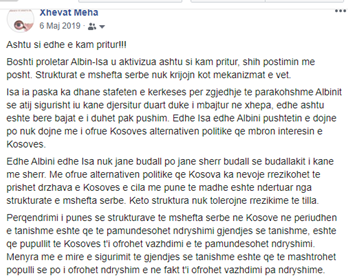 Xhevat Meha
6 Maj 2019 ·
Ashtu si edhe e kam pritur!!!
Boshti proletar Albin-Isa u aktivizua ashtu si kam pritur, shih postimin me
posht. Strukturat e mshefta serbe nuk krijojn kot mekanizmat e vet.
Isa ia paska ka dhane stafeten e kerkeses per zgjedhje te parakohshme Albinit
se atij sigurisht iu kane djersitur duart duke i mbajtur ne xhepa, edhe ashtu
eshte bere bajat e i duhet pak pushim. Edhe Isa edhe Albini pushtetin e dojne
po nuk dojne me i ofrue Kosoves alternativen politike qe mbron interesin e
Kosoves.
Edhe Albini edhe Isa nuk jane budall po jane sherr budall se budallakit i kane
me sherr. Me ofrue alternativen politike qe Kosova ka nevoje rrezikohet te
prishet drzhava e Kosoves e cila me pune te madhe eshte ndertuar nga
strukturate e mshefta serbe. Keto struktura nuk tolerojne rrezikime te tilla.
Perqendrimi i punes se strukturave te mshefta serbe ne Kosove ne periudhen
e tanishme eshte qe te pamundesohet ndryshimi gjendjes se tanishme, eshte
qe pupullit te Kosoves t'i ofrohet vazhdimi e te pamundesohet ndryshimi.
Menyra me e mire e sigurimit te gjendjes se tanishme eshte qe te mashtrohet
populli se po i ofrohet ndryshim e ne fakt t'i ofrohet vazhdimi pa ndryshime.